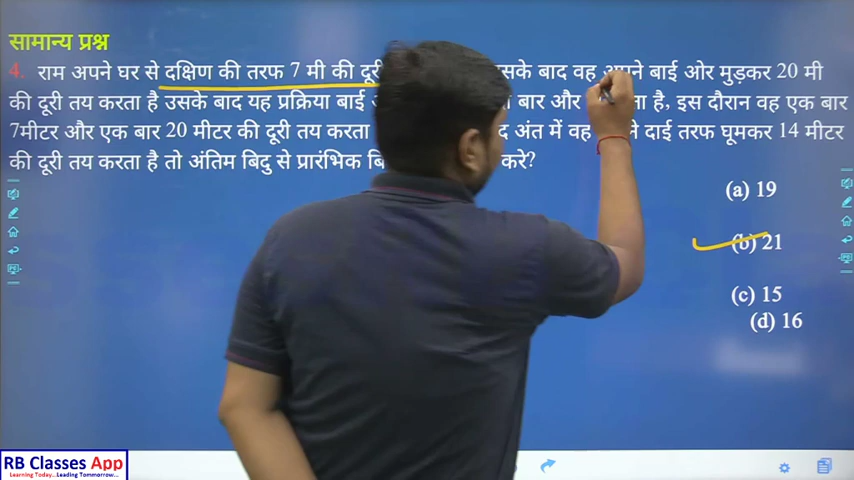 सामान्य प्रश्न
4. राम अपने घर से दक्षिण की तरफ 7 मी की दूरी सके बाद वह अपने बाई ओर मुड़कर 20 मी
की दूरी तय करता है उसके बाद यह प्रक्रिया बाई बार और है, इस दौरान वह एक बार
7मीटर और एक बार 20 मीटर की दूरी तय करता अंत में वह दाई तरफ घूमकर 14 मीटर
की दूरी तय करता है तो अंतिम बिदु से प्रारंभिक करे?
(a) 19
(b) 21
(c) 15
(d) 16
RB Classes App
Learning Today...Leading Tommorrow...